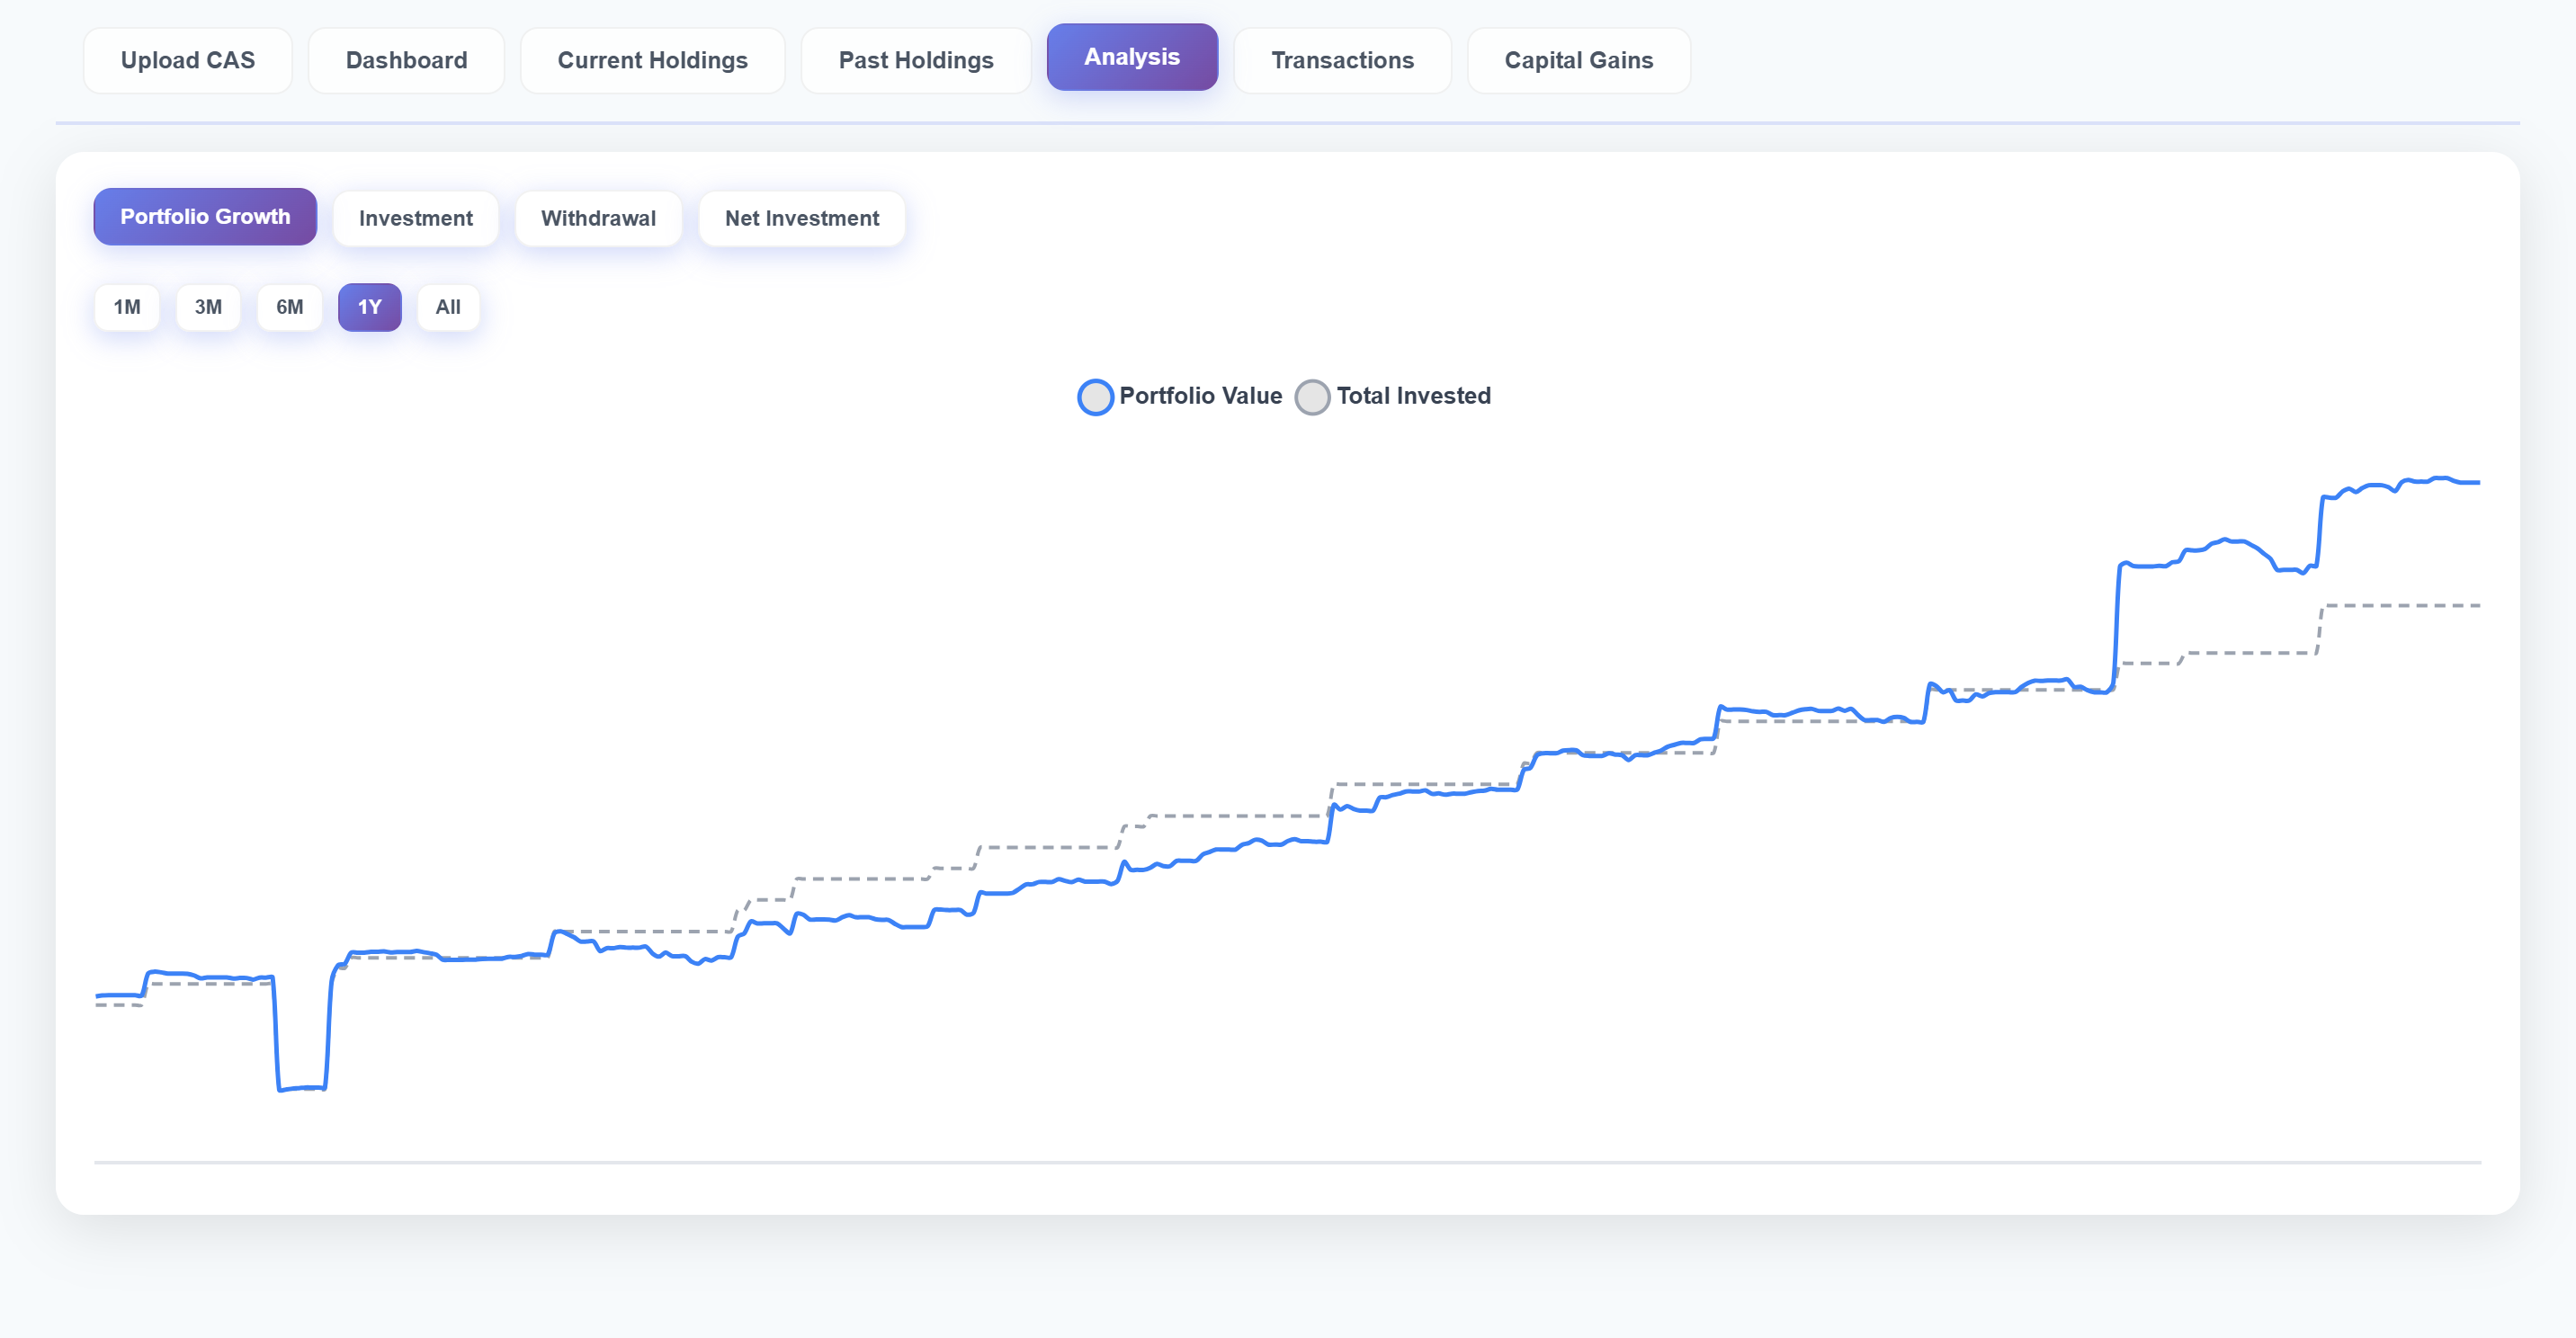 Upload CAS Dashboard Current Holdings Past Holdings Analysis Transactions Capital Gains
Portfolio Growth Investment Withdrawal Net Investment
1M 3M 6M 1Y All
Portfolio Value Total Invested